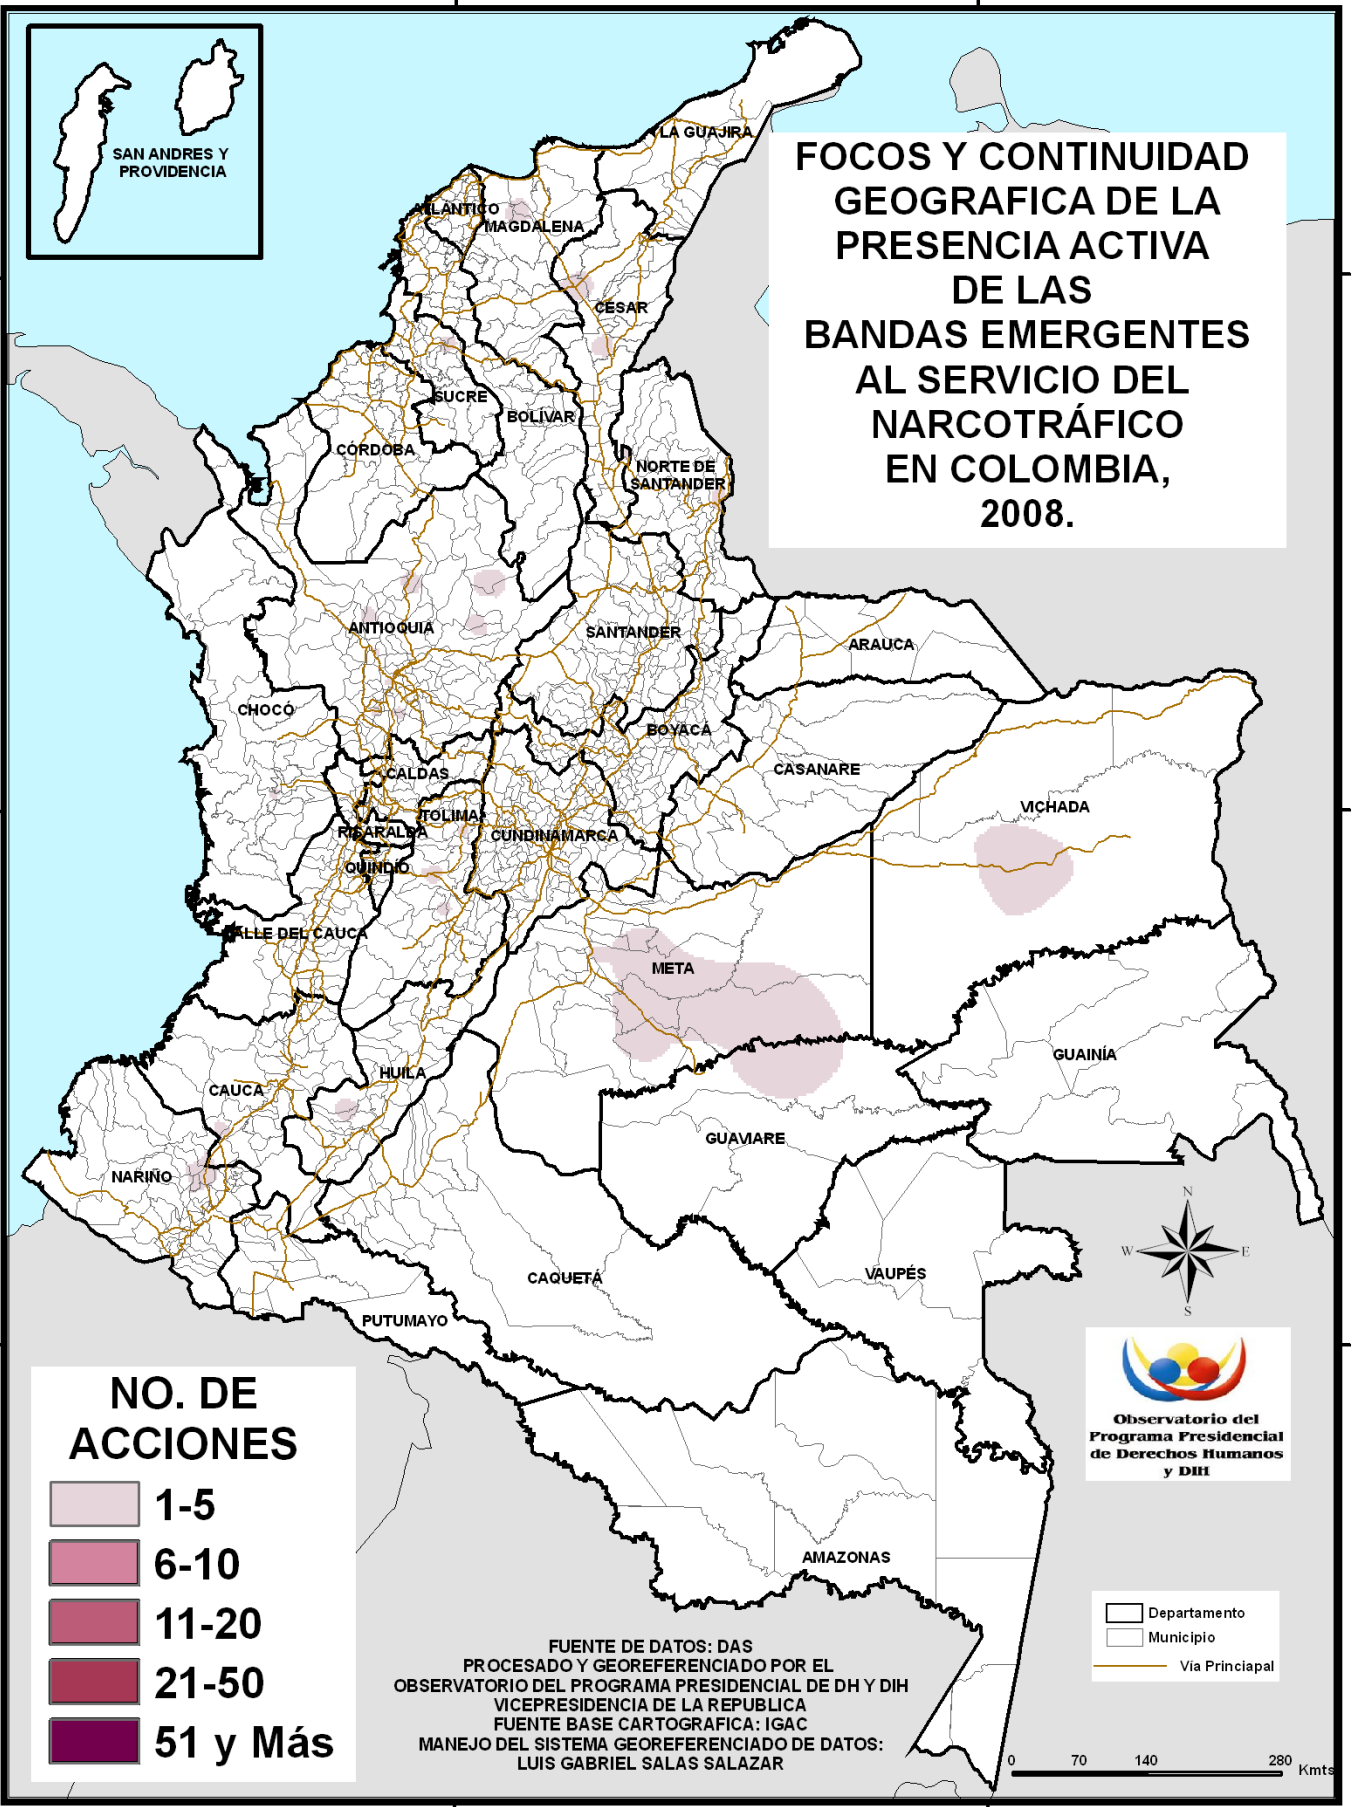 SAN ANDRES Y
PROVIDENCIA
FOCOS Y CONTINUIDAD
GEOGRAFICA DE LA
PRESENCIA ACTIVA
DE LAS
BANDAS EMERGENTES
AL SERVICIO DEL
NARCOTRÁFICO
EN COLOMBIA,
2008.
LA GUAJIRA
ATLANTICO
MAGDALENA
CESAR
SUCRE
BOLÍVAR
CÓRDOBA
NORTE DE
SANTANDER
ANTIOQUIA
SANTANDER
ARAUCA
CHOCÓ
BOYACÁ
CALDAS
CASANARE
VICHADA
TOLIMA
RISARALDA
CUNDINAMARCA
QUINDÍO
ALLE DEL CAUCA
META
GUAINÍA
HUILA
CAUCA
GUAVIARE
NARIÑO
CAQUETÁ
VAUPÉS
PUTUMAYO
AMAZONAS
N
W
E
S
Observatorio del
Programa Presidencial
de Derechos Humanos
y DIH
NO. DE
ACCIONES
1-5
6-10
11-20
21-50
51 y Más
FUENTE DE DATOS: DAS
PROCESADO Y GEOREFERENCIADO POR EL
OBSERVATORIO DEL PROGRAMA PRESIDENCIAL DE DH Y DIH
VICEPRESIDENCIA DE LA REPUBLICA
FUENTE BASE CARTOGRAFICA: IGAC
MANEJO DEL SISTEMA GEOREFERENCIADO DE DATOS:
LUIS GABRIEL SALAS SALAZAR
Departamento
Municipio
Vía Princiapal
0 70 140 280
Kmts